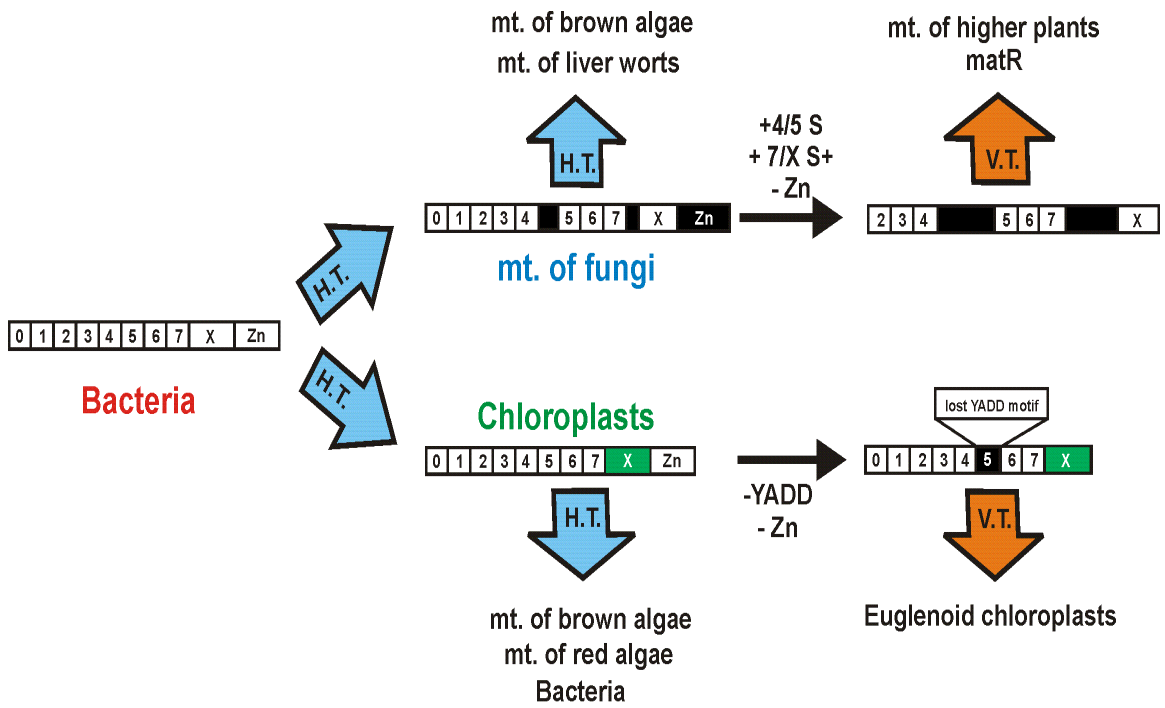 mt. of brown algae
mt. of liver worts
H.T.
0 1 2 3 4 5 6 7 X Zn
mt. of fungi
+4/5 S
+ 7/X S+
- Zn
mt. of higher plants
matR
V.T.
2 3 4 5 6 7 X
H.T.
0 1 2 3 4 5 6 7 X Zn
Bacteria
H.T.
Chloroplasts
0 1 2 3 4 5 6 7 X Zn
H.T.
mt. of brown algae
mt. of red algae
Bacteria
-YADD
- Zn
lost YADD motif
0 1 2 3 4 5 6 7 X
V.T.
Euglenoid chloroplasts